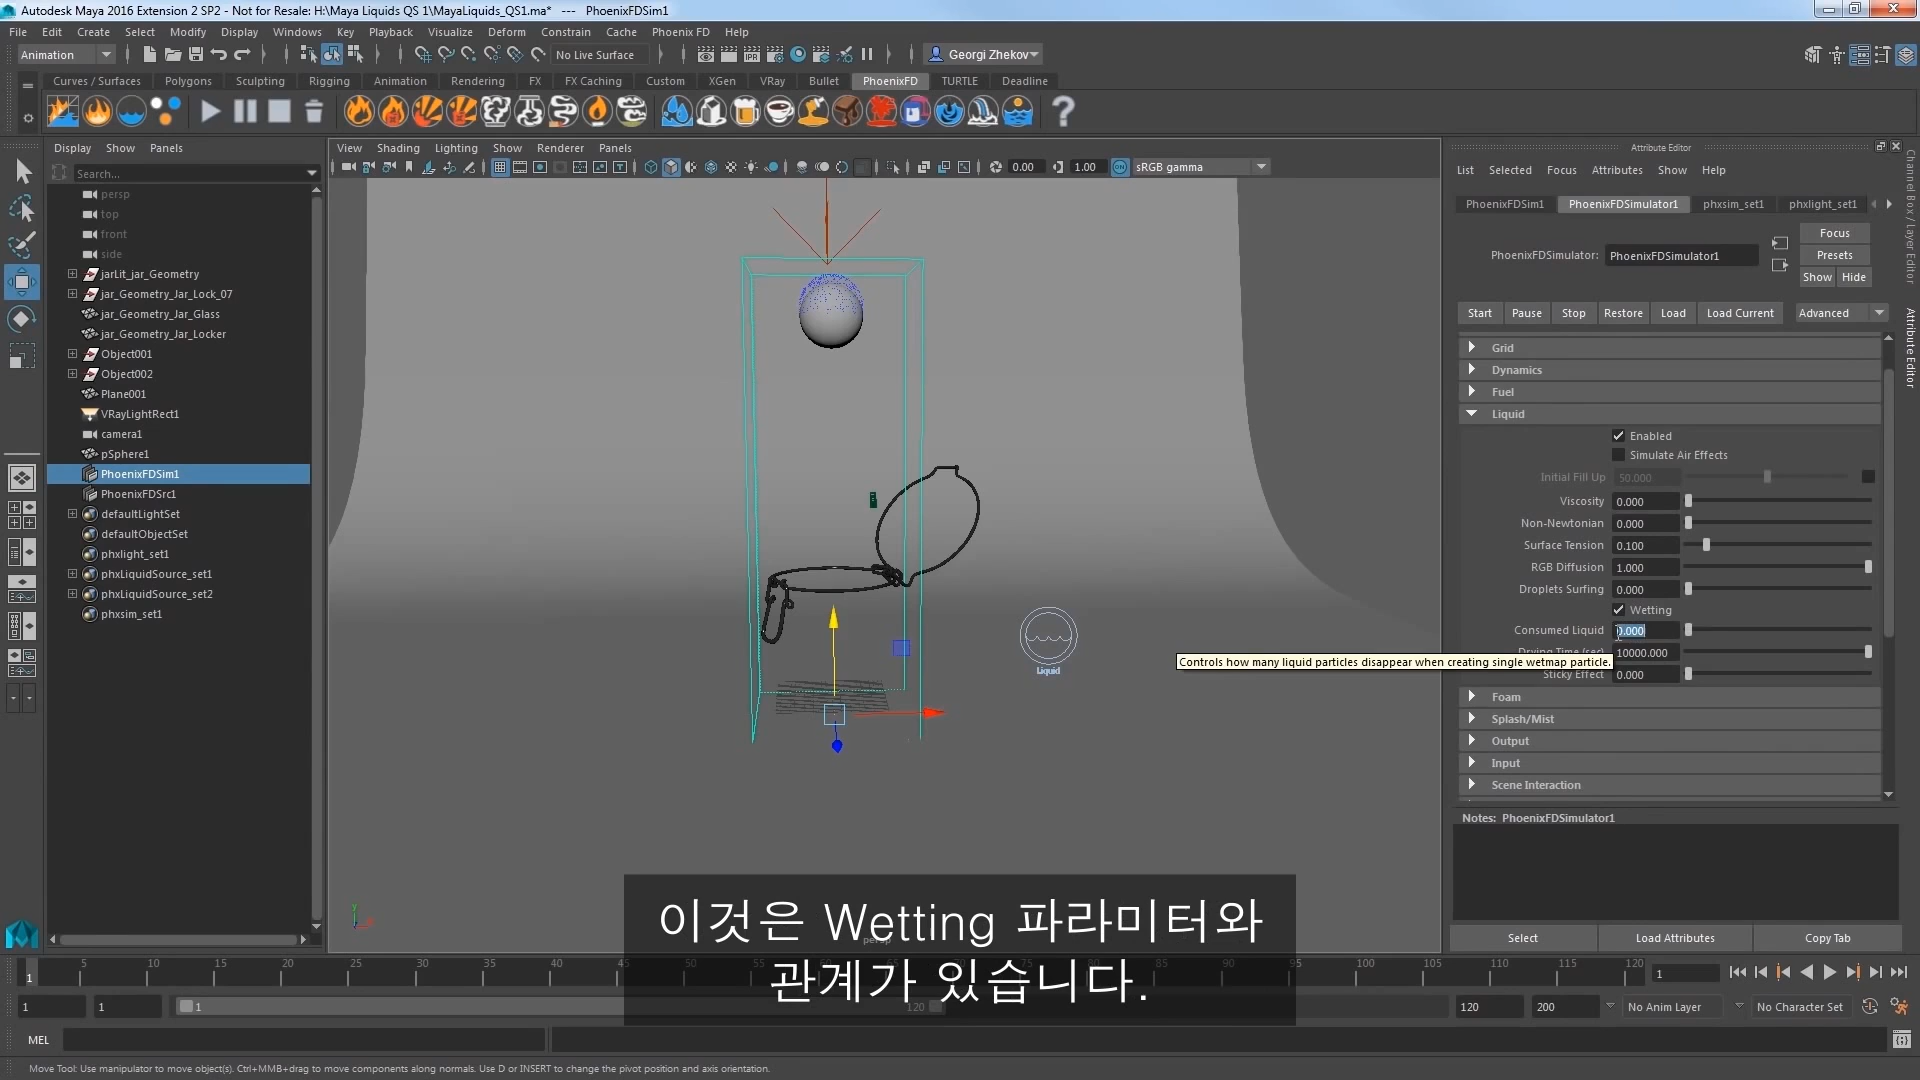 Autodesk Maya 2016 Extension 2 SP2 - Not for Resale: H:\Maya Liquids QS 1\MayaLiquids_QS1.ma* --- PhoenixFDSim1
File Edit Create Select Modify Display Windows Key Playback Visualize Deform Constrain Cache Phoenix FD Help
Animation No Live Surface Georgi Zhekov
Curves / Surfaces Polygons Sculpting Rigging Animation Rendering FX FX Caching Custom XGen VRay Bullet PhoenixFD TURTLE Deadline
Display Show Panels
Search...
persp
top
front
side
jarLit_jar_Geometry
jar_Geometry_Jar_Lock_07
jar_Geometry_Jar_Glass
jar_Geometry_Jar_Locker
Object001
Object002
Plane001
VRayLightRect1
camera1
pSphere1
PhoenixFDSim1
PhoenixFDSrc1
defaultLightSet
defaultObjectSet
phxlight_set1
phxLiquidSource_set1
phxLiquidSource_set2
phxsim_set1
View Shading Lighting Show Renderer Panels
0.00 1.00 ON sRGB gamma
Liquid
persp
Attribute Editor
List Selected Focus Attributes Show Help
PhoenixFDSim1 PhoenixFDSimulator1 phxsim_set1 phxlight_set1
Focus
PhoenixFDSimulator: PhoenixFDSimulator1 Presets
Show Hide
Start Pause Stop Restore Load Load Current Advanced
Grid
Dynamics
Fuel
Liquid
Enabled
Simulate Air Effects
Initial Fill Up 50.000
Viscosity 0.000
Non-Newtonian 0.000
Surface Tension 0.100
RGB Diffusion 1.000
Droplets Surfing 0.000
Wetting
Consumed Liquid 0.000
Drying Time (sec) 10000.000
Controls how many liquid particles disappear when creating single wetmap particle.
Sticky Effect 0.000
Foam
Splash/Mist
Output
Input
Scene Interaction
Notes: PhoenixFDSimulator1
Select Load Attributes Copy Tab
Channel Box / Layer Editor
Attribute Editor
이것은 Wetting 파라미터와
관계가 있습니다.
1 5 10 15 20 25 30 35 40 45 50 55 60 65 70 75 80 85 90 95 100 105 110 115 120 1
1 1 1 120 120 200 No Anim Layer No Character Set
MEL
Move Tool: Use manipulator to move object(s). Ctrl+MMB+drag to move components along normals. Use D or INSERT to change the pivot position and axis orientation.